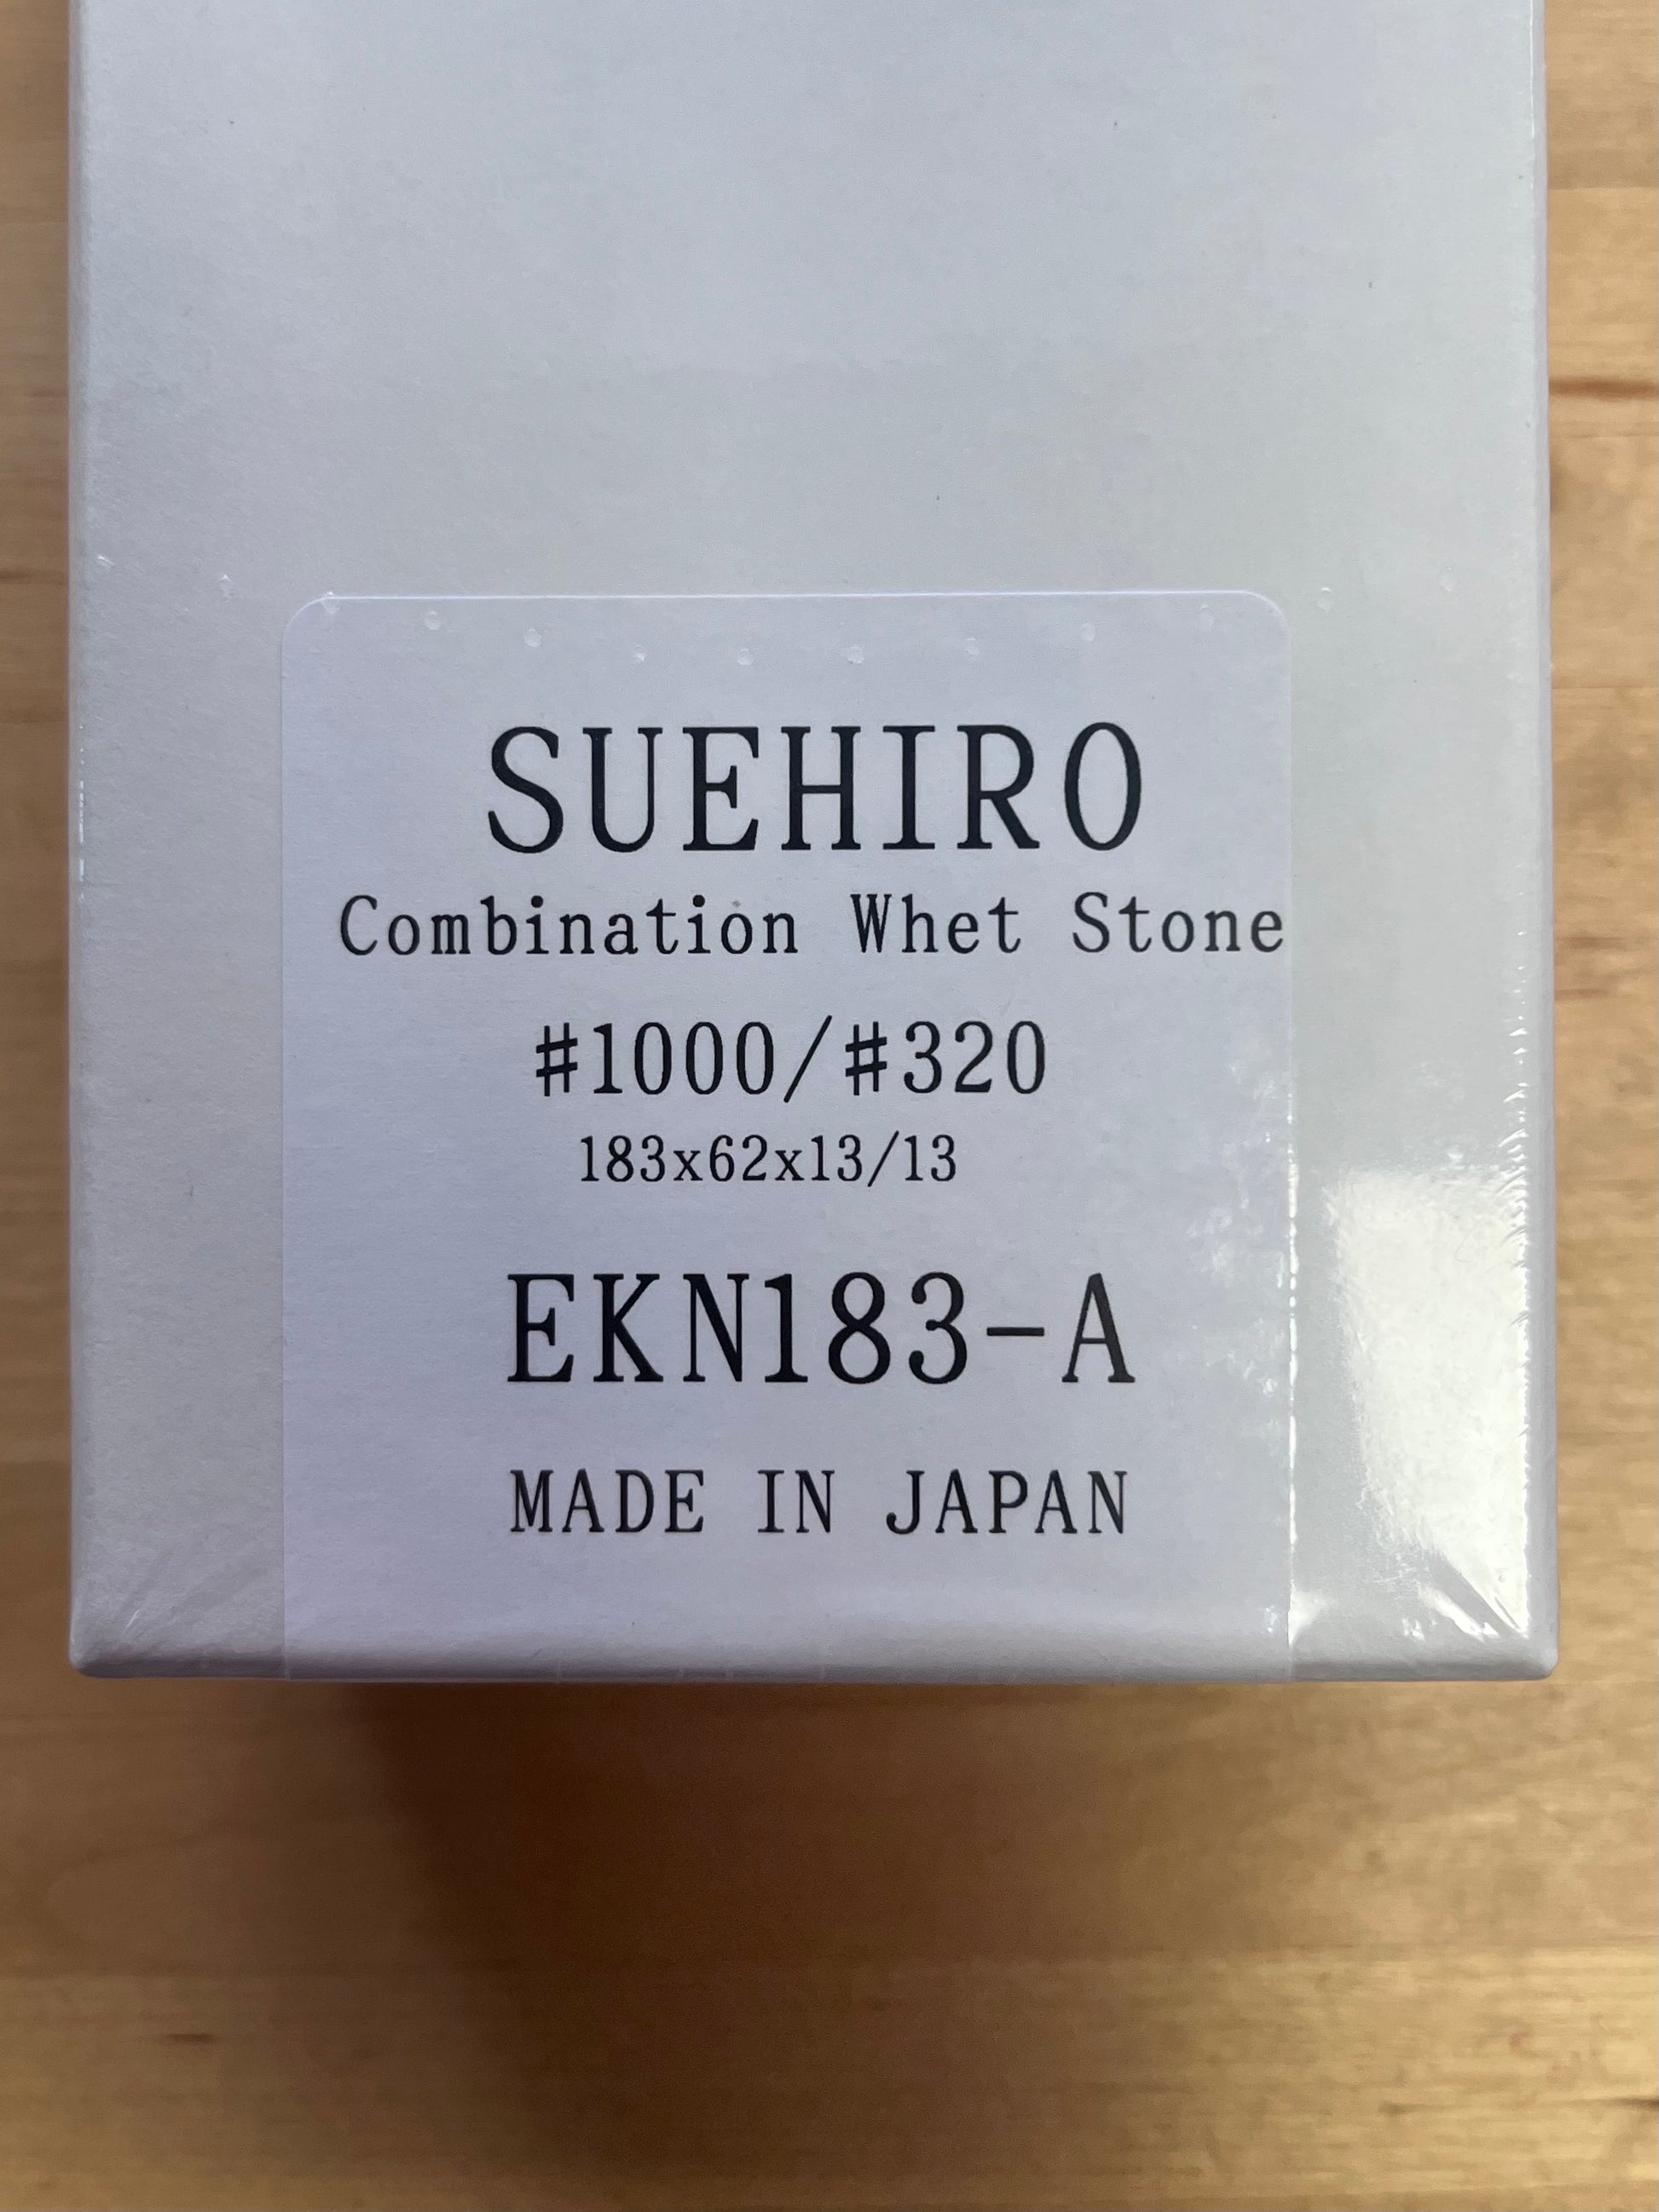 SUEHIRO
Combination Whet Stone
#1000/#320
183x62x13/13
EKN183-A
MADE IN JAPAN